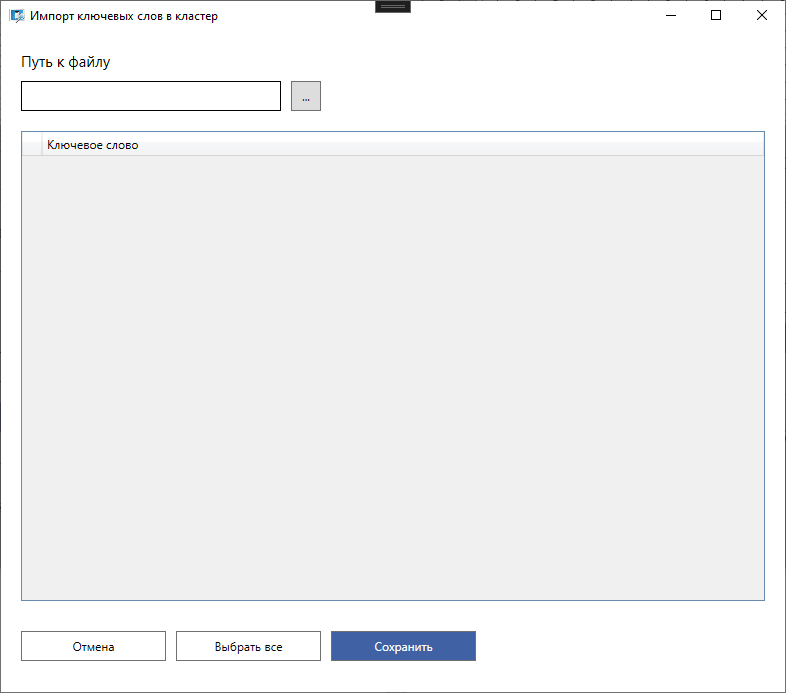 Импорт ключевых слов в кластер
Путь к файлу
...
Ключевое слово
Отмена
Выбрать все
Сохранить